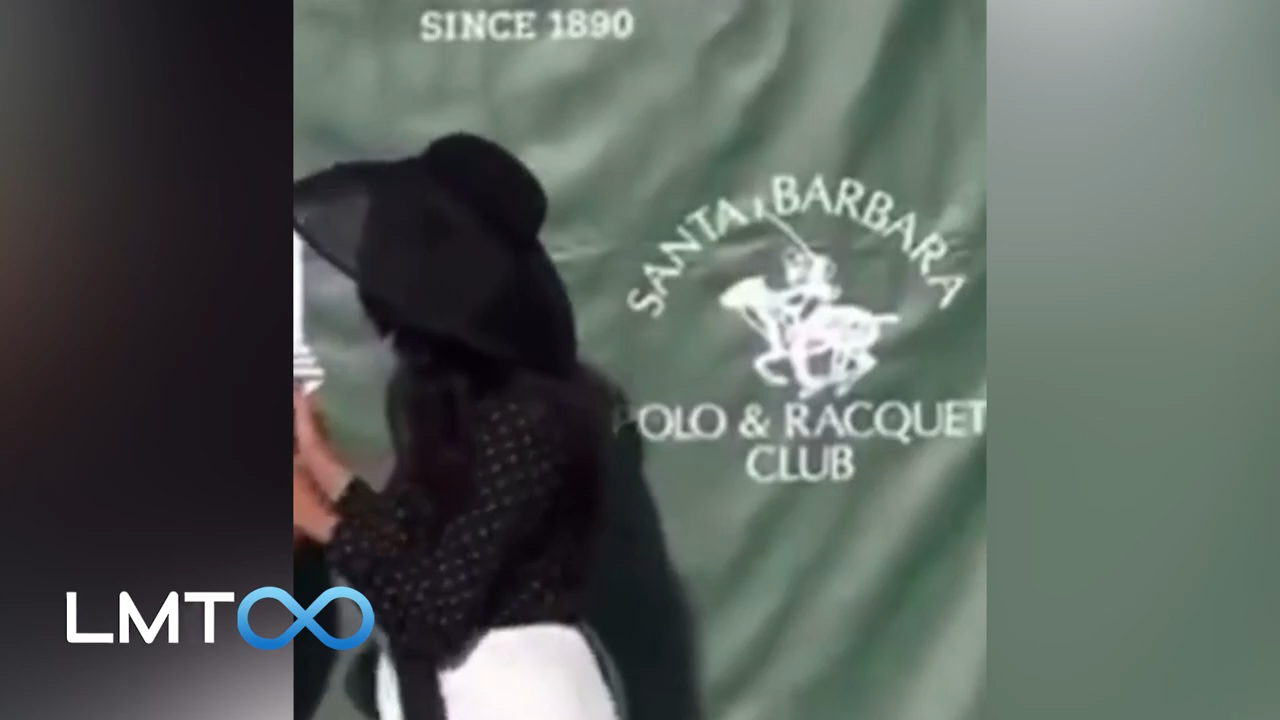 SINCE 1890
SANTA BARBARA
POLO & RACQUET
CLUB
LMT